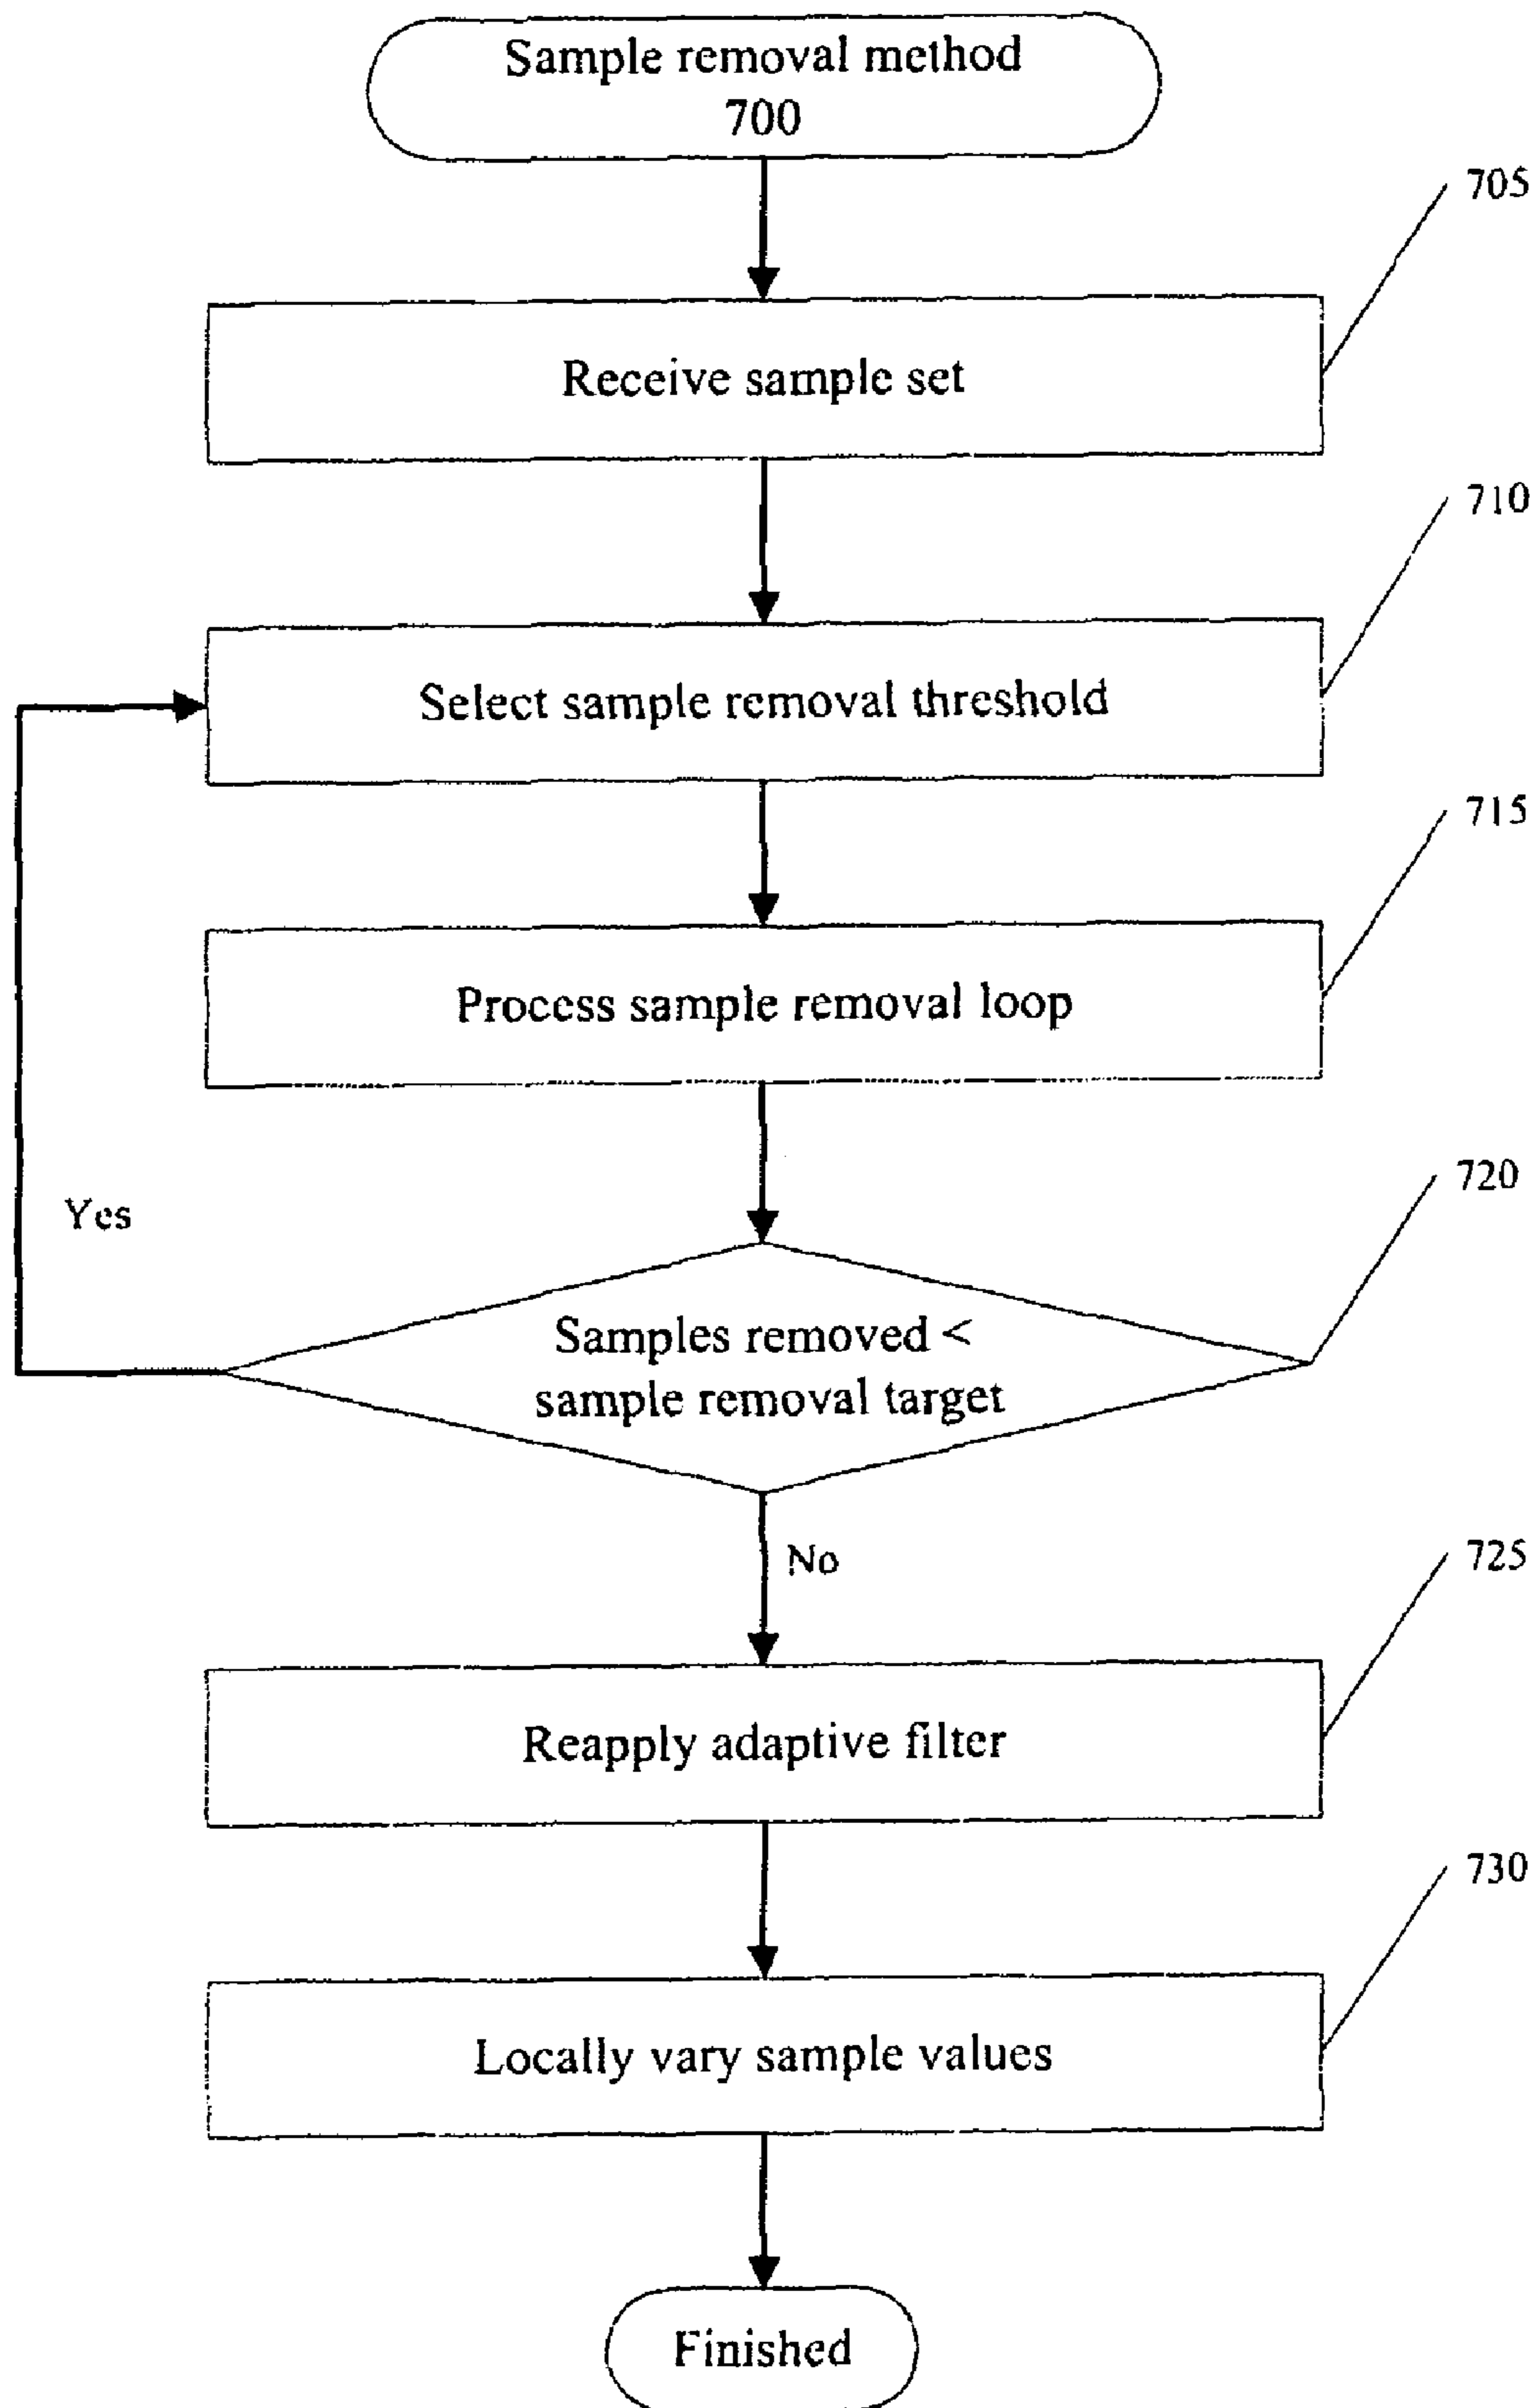 Sample removal method
700
705
Receive sample set
710
Select sample removal threshold
715
Process sample removal loop
720
Yes
Samples removed <
sample removal target
No
725
Reapply adaptive filter
730
Locally vary sample values
Finished